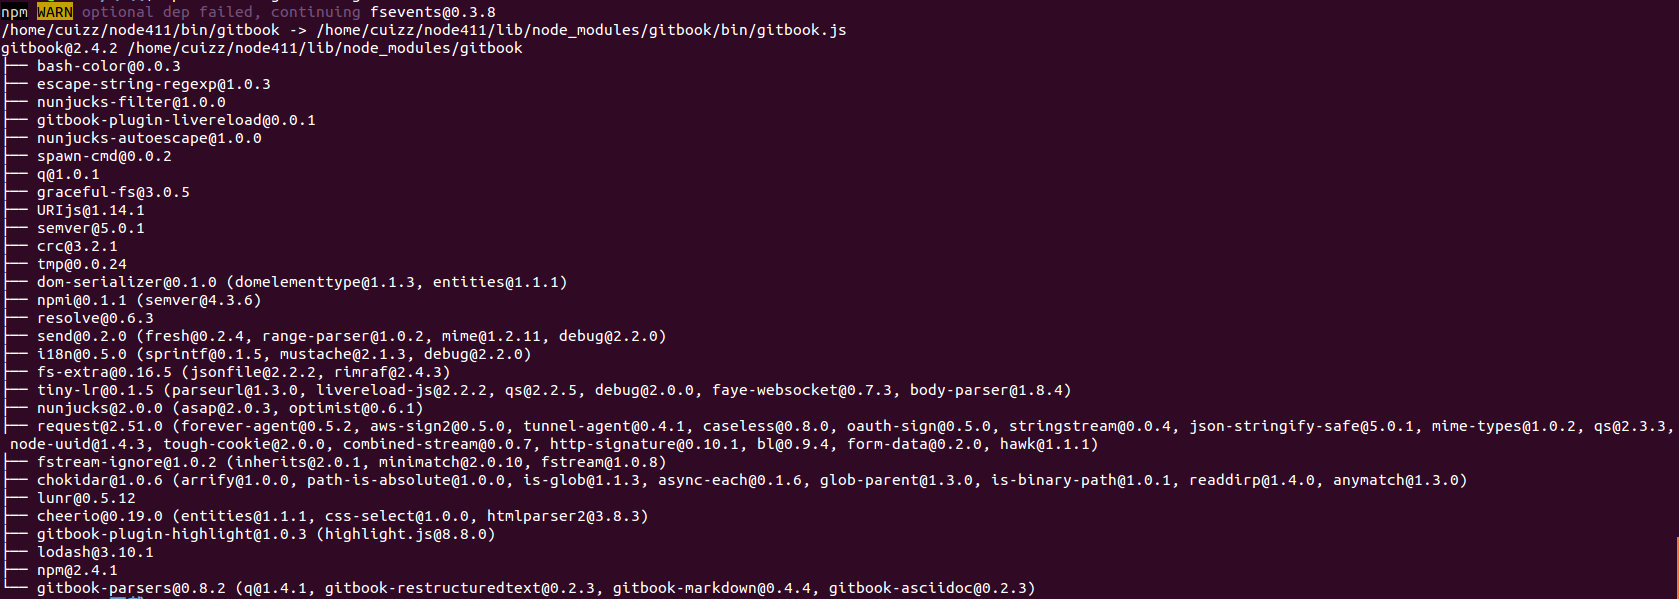 npm WARN optional dep failed, continuing fsevents@0.3.8
/home/cuizz/node411/bin/gitbook -> /home/cuizz/node411/lib/node_modules/gitbook/bin/gitbook.js
gitbook@2.4.2 /home/cuizz/node411/lib/node_modules/gitbook
├── bash-color@0.0.3
├── escape-string-regexp@1.0.3
├── nunjucks-filter@1.0.0
├── gitbook-plugin-livereload@0.0.1
├── nunjucks-autoescape@1.0.0
├── spawn-cmd@0.0.2
├── q@1.0.1
├── graceful-fs@3.0.5
├── URIjs@1.14.1
├── semver@5.0.1
├── crc@3.2.1
├── tmp@0.0.24
├── dom-serializer@0.1.0 (domelementtype@1.1.3, entities@1.1.1)
├── npmi@0.1.1 (semver@4.3.6)
├── resolve@0.6.3
├── send@0.2.0 (fresh@0.2.4, range-parser@1.0.2, mime@1.2.11, debug@2.2.0)
├── i18n@0.5.0 (sprintf@0.1.5, mustache@2.1.3, debug@2.2.0)
├── fs-extra@0.16.5 (jsonfile@2.2.2, rimraf@2.4.3)
├── tiny-lr@0.1.5 (parseurl@1.3.0, livereload-js@2.2.2, qs@2.2.5, debug@2.0.0, faye-websocket@0.7.3, body-parser@1.8.4)
├── nunjucks@2.0.0 (asap@2.0.3, optimist@0.6.1)
├── request@2.51.0 (forever-agent@0.5.2, aws-sign2@0.5.0, tunnel-agent@0.4.1, caseless@0.8.0, oauth-sign@0.5.0, stringstream@0.0.4, json-stringify-safe@5.0.1, mime-types@1.0.2, qs@2.3.3,
node-uuid@1.4.3, tough-cookie@2.0.0, combined-stream@0.0.7, http-signature@0.10.1, bl@0.9.4, form-data@0.2.0, hawk@1.1.1)
├── fstream-ignore@1.0.2 (inherits@2.0.1, minimatch@2.0.10, fstream@1.0.8)
├── chokidar@1.0.6 (arrify@1.0.0, path-is-absolute@1.0.0, is-glob@1.1.3, async-each@0.1.6, glob-parent@1.3.0, is-binary-path@1.0.1, readdirp@1.4.0, anymatch@1.3.0)
├── lunr@0.5.12
├── cheerio@0.19.0 (entities@1.1.1, css-select@1.0.0, htmlparser2@3.8.3)
├── gitbook-plugin-highlight@1.0.3 (highlight.js@8.8.0)
├── lodash@3.10.1
├── npm@2.4.1
└── gitbook-parsers@0.8.2 (q@1.4.1, gitbook-restructuredtext@0.2.3, gitbook-markdown@0.4.4, gitbook-asciidoc@0.2.3)